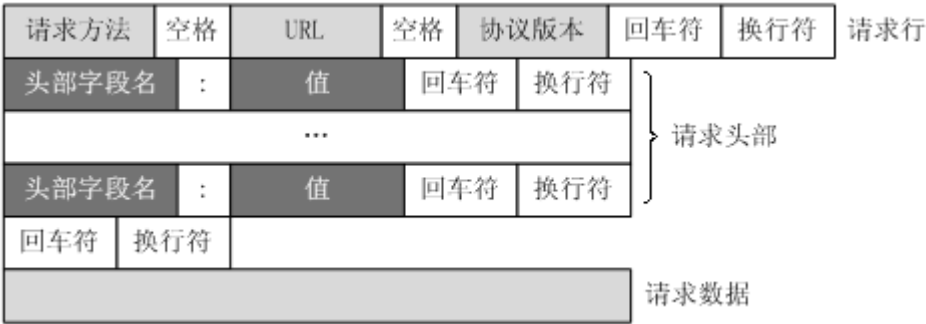 请求方法 空格 URL 空格 协议版本 回车符 换行符 请求行
头部字段名 : 值 回车符 换行符
… 请求头部
头部字段名 : 值 回车符 换行符
回车符 换行符
请求数据